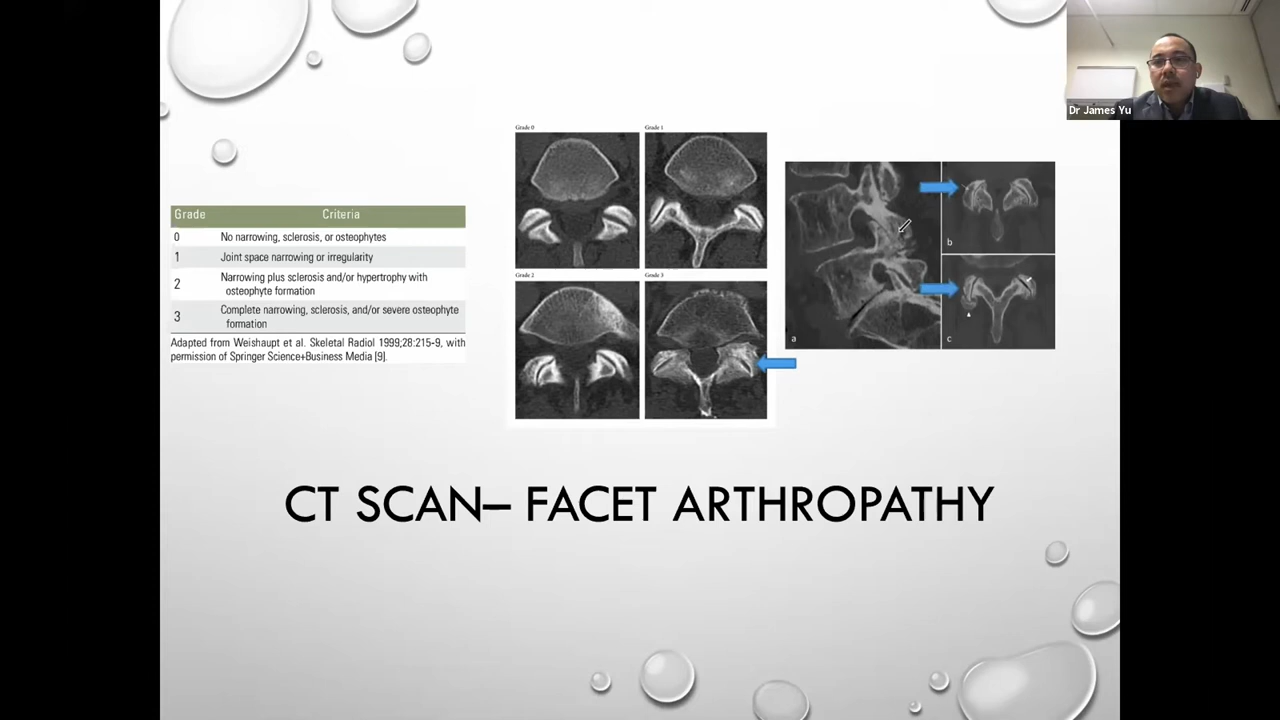 Dr James Yu
Grade Criteria
0 No narrowing, sclerosis, or osteophytes
1 Joint space narrowing or irregularity
2 Narrowing plus sclerosis and/or hypertrophy with
osteophyte formation
3 Complete narrowing, sclerosis, and/or severe osteophyte
formation
Adapted from Weishaupt et al. Skeletal Radiol 1999;28:215-9, with
permission of Springer Science+Business Media [9].
Grade 0
Grade 1
Grade 2
Grade 3
a
b
c
CT SCAN– FACET ARTHROPATHY